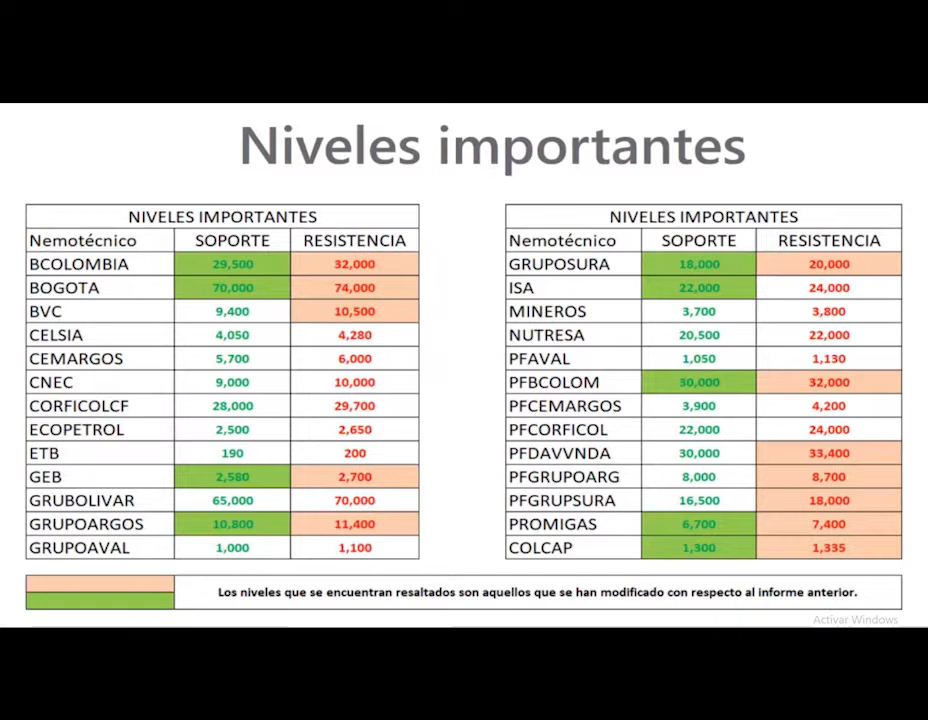 Niveles importantes
NIVELES IMPORTANTES
Nemotécnico SOPORTE RESISTENCIA
BCOLOMBIA 29,500 32,000
BOGOTA 70,000 74,000
BVC 9,400 10,500
CELSIA 4,050 4,280
CEMARGOS 5,700 6,000
CNEC 9,000 10,000
CORFICOLCF 28,000 29,700
ECOPETROL 2,500 2,650
ETB 190 200
GEB 2,580 2,700
GRUBOLIVAR 65,000 70,000
GRUPOARGOS 10,800 11,400
GRUPOAVAL 1,000 1,100
NIVELES IMPORTANTES
Nemotécnico SOPORTE RESISTENCIA
GRUPOSURA 18,000 20,000
ISA 22,000 24,000
MINEROS 3,700 3,800
NUTRESA 20,500 22,000
PFAVAL 1,050 1,130
PFBCOLOM 30,000 32,000
PFCEMARGOS 3,900 4,200
PFCORFICOL 22,000 24,000
PFDAVVNDA 30,000 33,400
PFGRUPOARG 8,000 8,700
PFGRUPSURA 16,500 18,000
PROMIGAS 6,700 7,400
COLCAP 1,300 1,335
Los niveles que se encuentran resaltados son aquellos que se han modificado con respecto al informe anterior.
Activar Windows